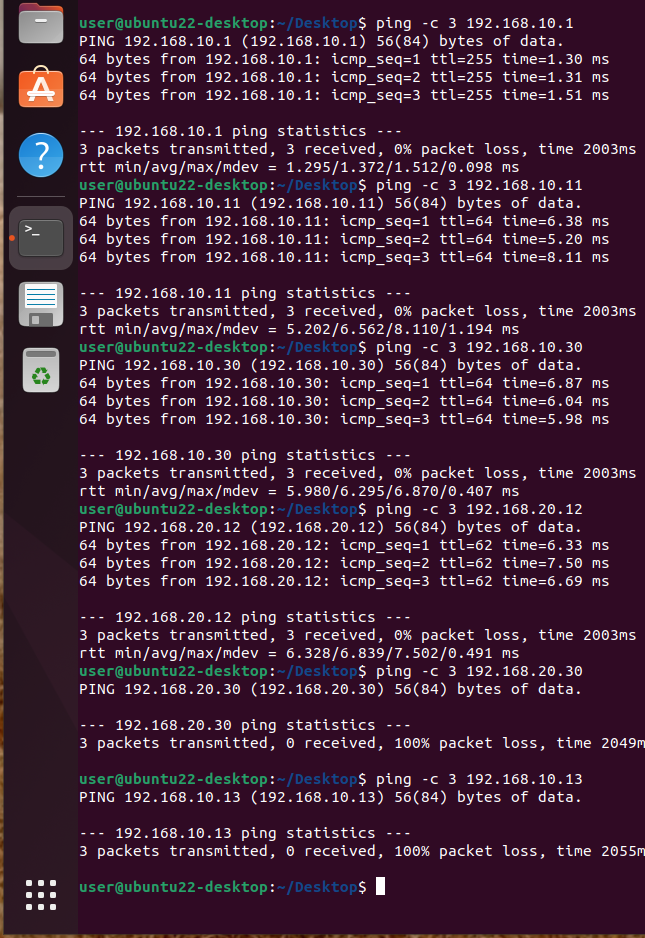 user@ubuntu22-desktop:~/Desktop$ ping -c 3 192.168.10.1
PING 192.168.10.1 (192.168.10.1) 56(84) bytes of data.
64 bytes from 192.168.10.1: icmp_seq=1 ttl=255 time=1.30 ms
64 bytes from 192.168.10.1: icmp_seq=2 ttl=255 time=1.31 ms
64 bytes from 192.168.10.1: icmp_seq=3 ttl=255 time=1.51 ms
--- 192.168.10.1 ping statistics ---
3 packets transmitted, 3 received, 0% packet loss, time 2003ms
rtt min/avg/max/mdev = 1.295/1.372/1.512/0.098 ms
user@ubuntu22-desktop:~/Desktop$ ping -c 3 192.168.10.11
PING 192.168.10.11 (192.168.10.11) 56(84) bytes of data.
64 bytes from 192.168.10.11: icmp_seq=1 ttl=64 time=6.38 ms
64 bytes from 192.168.10.11: icmp_seq=2 ttl=64 time=5.20 ms
64 bytes from 192.168.10.11: icmp_seq=3 ttl=64 time=8.11 ms
--- 192.168.10.11 ping statistics ---
3 packets transmitted, 3 received, 0% packet loss, time 2003ms
rtt min/avg/max/mdev = 5.202/6.562/8.110/1.194 ms
user@ubuntu22-desktop:~/Desktop$ ping -c 3 192.168.10.30
PING 192.168.10.30 (192.168.10.30) 56(84) bytes of data.
64 bytes from 192.168.10.30: icmp_seq=1 ttl=64 time=6.87 ms
64 bytes from 192.168.10.30: icmp_seq=2 ttl=64 time=6.04 ms
64 bytes from 192.168.10.30: icmp_seq=3 ttl=64 time=5.98 ms
--- 192.168.10.30 ping statistics ---
3 packets transmitted, 3 received, 0% packet loss, time 2003ms
rtt min/avg/max/mdev = 5.980/6.295/6.870/0.407 ms
user@ubuntu22-desktop:~/Desktop$ ping -c 3 192.168.20.12
PING 192.168.20.12 (192.168.20.12) 56(84) bytes of data.
64 bytes from 192.168.20.12: icmp_seq=1 ttl=62 time=6.33 ms
64 bytes from 192.168.20.12: icmp_seq=2 ttl=62 time=7.50 ms
64 bytes from 192.168.20.12: icmp_seq=3 ttl=62 time=6.69 ms
--- 192.168.20.12 ping statistics ---
3 packets transmitted, 3 received, 0% packet loss, time 2003ms
rtt min/avg/max/mdev = 6.328/6.839/7.502/0.491 ms
user@ubuntu22-desktop:~/Desktop$ ping -c 3 192.168.20.30
PING 192.168.20.30 (192.168.20.30) 56(84) bytes of data.
--- 192.168.20.30 ping statistics ---
3 packets transmitted, 0 received, 100% packet loss, time 2049m
user@ubuntu22-desktop:~/Desktop$ ping -c 3 192.168.10.13
PING 192.168.10.13 (192.168.10.13) 56(84) bytes of data.
--- 192.168.10.13 ping statistics ---
3 packets transmitted, 0 received, 100% packet loss, time 2055m
user@ubuntu22-desktop:~/Desktop$